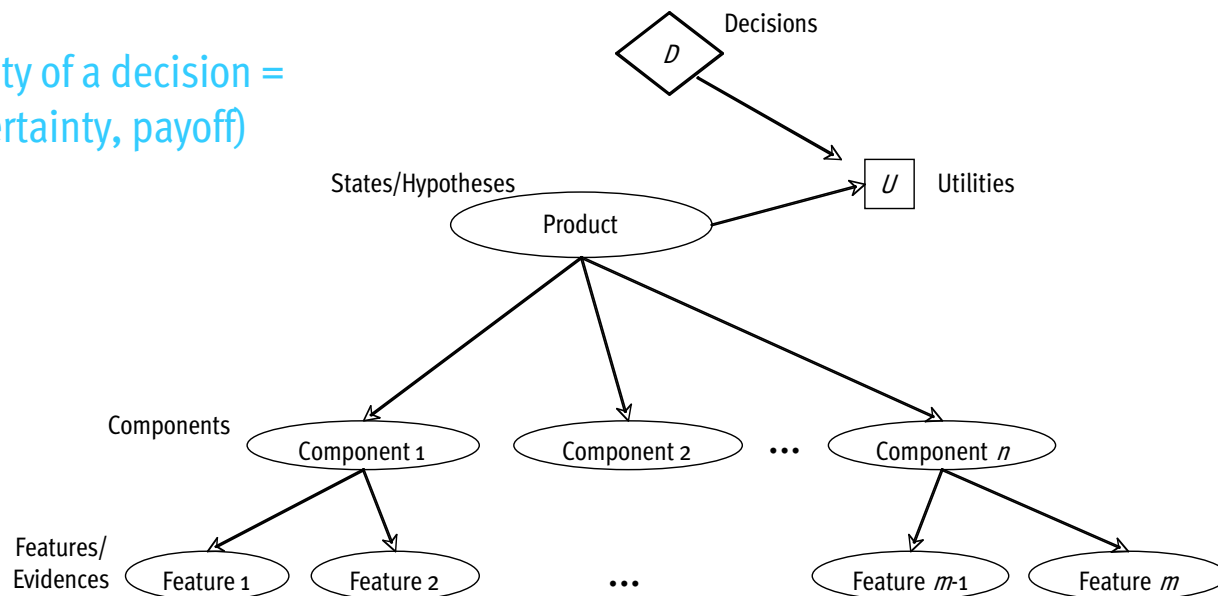 ty of a decision =
ertainty, payoff)
Decisions
D
States/Hypotheses
U
Utilities
Product
Components
Component 1
Component 2
...
Component n
Features/
Evidences
Feature 1
Feature 2
...
Feature m-1
Feature m